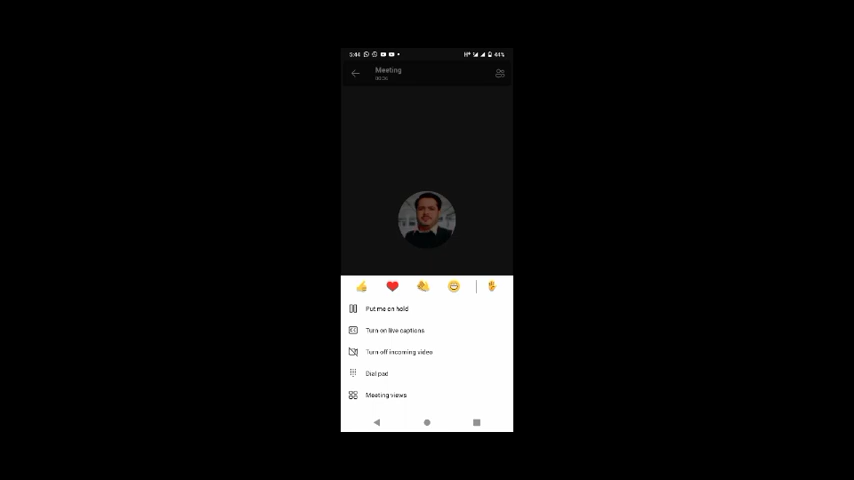 5:44
44%
Meeting
Put me on hold
Turn on live captions
Turn off incoming video
Dial pad
Meeting views